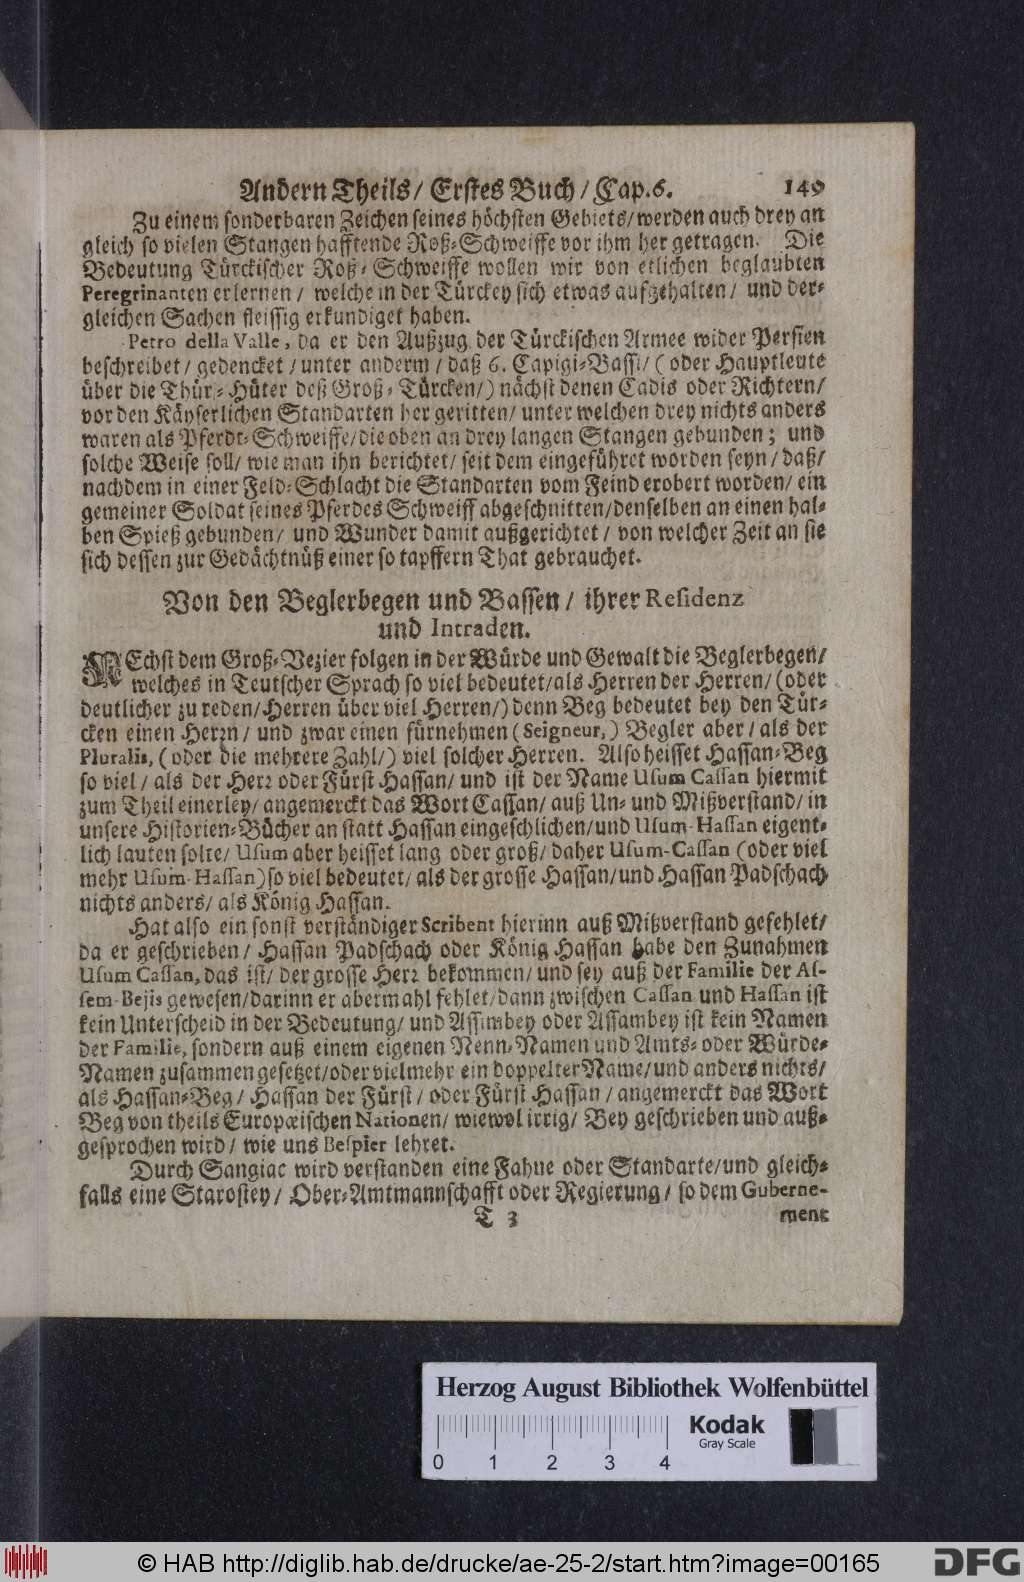 Andern Theils/ Erstes Buch/ Cap. 6. 149
Zu einem sonderbaren Zeichen seines höchsten Gebiets/ werden auch drey an
gleich so vielen Stangen hafftende Roß-Schweiffe vor ihm her getragen. Die
Bedeutung Türckischer Roß-Schweiffe wollen wir von etlichen beglaubten
Peregrinanten erlernen/ welche in der Türckey sich etwas aufgehalten/ und der-
gleichen Sachen fleissig erkundiget haben.
Petro della Valle, da er den Außzug der Türckischen Armee wider Persien
beschreibet/ gedencket/ unter anderm/ daß 6. Capigi-Bassi/ (oder Hauptleute
über die Thür-Hüter deß Groß-Türcken/) nächst denen Cadis oder Richtern/
vor den Käyserlichen Standarten her geritten/ unter welchen drey nichts anders
waren als Pferdt-Schweiffe/ die oben an drey langen Stangen gebunden; und
solche Weise soll/ wie man ihn berichtet/ seit dem eingeführet worden seyn/ daß/
nachdem in einer Feld-Schlacht die Standarten vom Feind erobert worden/ ein
gemeiner Soldat seines Pferdes Schweiff abgeschnitten/ denselben an einen hal-
ben Spieß gebunden/ und Wunder damit außgerichtet/ von welcher Zeit an sie
sich dessen zur Gedächtnüß einer so tapffern That gebrauchet.
Von den Beglerbegen und Bassen/ ihrer Residenz
und Intraden.
NEchst dem Groß-Vezier folgen in der Würde und Gewalt die Beglerbegen/
welches in Teutscher Sprach so viel bedeutet/ als Herren der Herren/ (oder
deutlicher zu reden/ Herren über viel Herren/) denn Beg bedeutet bey den Tür-
cken einen Herrn/ und zwar einen fürnehmen (Seigneur,) Begler aber/ als der
Pluralis, (oder die mehrere Zahl/) viel solcher Herren. Also heisset Hassan-Beg
so viel/ als der Herr oder Fürst Hassan/ und ist der Name Usum Cassan hiermit
zum Theil einerley/ angemerckt das Wort Cassan/ auß Un- und Mißverstand/ in
unsere Historien-Bücher an statt Hassan eingeschlichen/ und Usum-Hassan eigent-
lich lauten solte/ Usum aber heisset lang oder groß/ daher Usum-Cassan (oder viel
mehr Usum-Hassan) so viel bedeutet/ als der grosse Hassan/ und Hassan Padschach
nichts anders/ als König Hassan.
Hat also ein sonst verständiger Scribent hierinn auß Mißverstand gefehlet/
da er geschrieben/ Hassan Padschach oder König Hassan habe den Zunahmen
Usum Cassan, das ist/ der grosse Herr bekommen/ und sey auß der Familie der As-
sem-Bejis gewesen/ darinn er abermahl fehlet/ dann zwischen Cassan und Hassan ist
kein Unterscheid in der Bedeutung/ und Assimbey oder Assambey ist kein Namen
der Familie, sondern auß einem eigenen Nenn-Namen und Amts- oder Würde-
Namen zusammen gesetzet/ oder vielmehr ein doppelter Name/ und anders nichts/
als Hassan-Beg/ Hassan der Fürst/ oder Fürst Hassan/ angemerckt das Wort
Beg von theils Europæischen Nationen/ wiewol irrig/ Bey geschrieben und auß-
gesprochen wird/ wie uns Bespier lehret.
Durch Sangiac wird verstanden eine Fahne oder Standarte/ und gleich-
falls eine Starostey/ Ober-Amtmannschafft oder Regierung/ so dem Guberne-
T 3 ment
Herzog August Bibliothek Wolfenbüttel
Kodak
Gray Scale
0 1 2 3 4
© HAB http://diglib.hab.de/drucke/ae-25-2/start.htm?image=00165
DFG